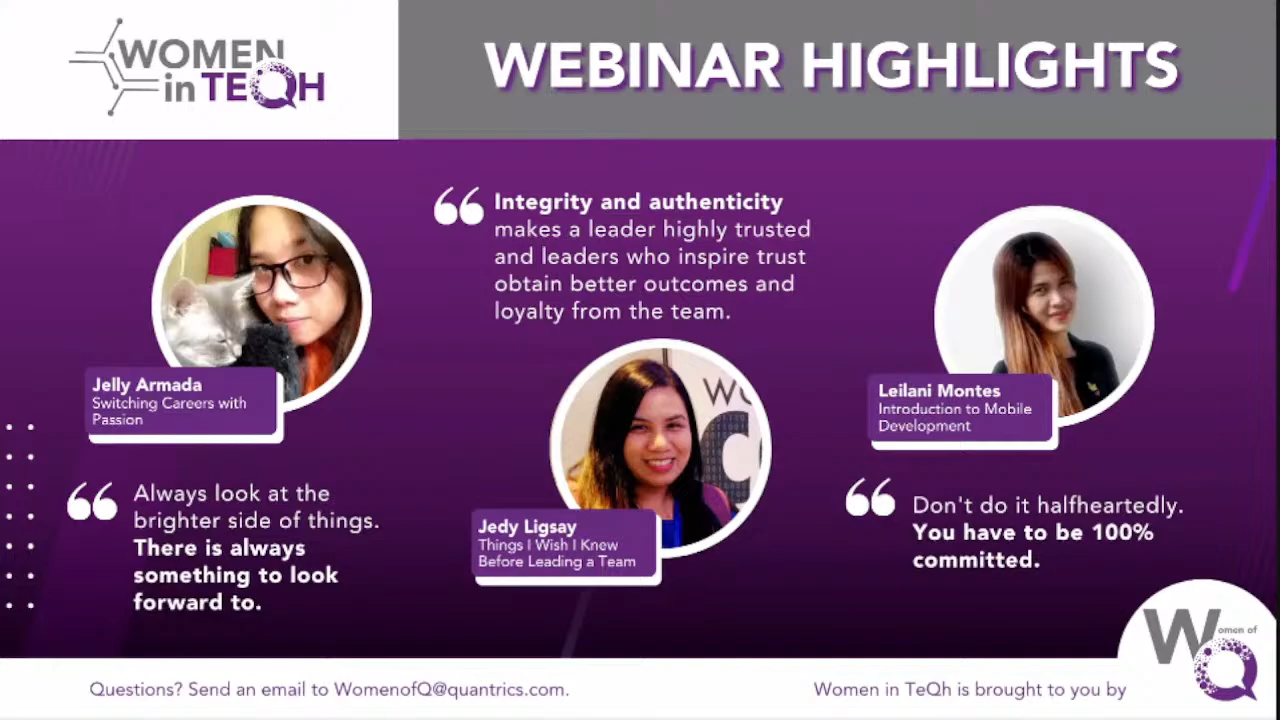 WOMEN
in TEQH
WEBINAR HIGHLIGHTS
Jelly Armada
Switching Careers with
Passion
Always look at the
brighter side of things.
There is always
something to look
forward to.
Integrity and authenticity
makes a leader highly trusted
and leaders who inspire trust
obtain better outcomes and
loyalty from the team.
Jedy Ligsay
Things I Wish I Knew
Before Leading a Team
Leilani Montes
Introduction to Mobile
Development
Don't do it halfheartedly.
You have to be 100%
committed.
Women of
Q
Questions? Send an email to WomenofQ@quantrics.com.
Women in TeQh is brought to you by